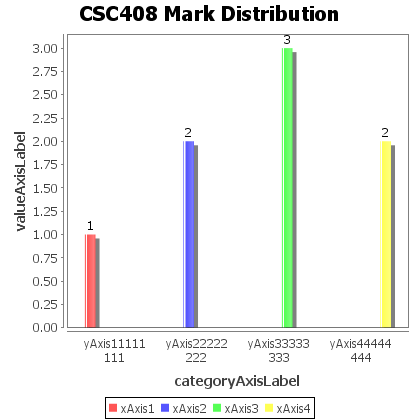 CSC408 Mark Distribution
valueAxisLabel
3.00
2.75
2.50
2.25
2.00
1.75
1.50
1.25
1.00
0.75
0.50
0.25
0.00
1
2
3
2
yAxis11111
111
yAxis22222
222
yAxis33333
333
yAxis44444
444
categoryAxisLabel
xAxis1 xAxis2 xAxis3 xAxis4